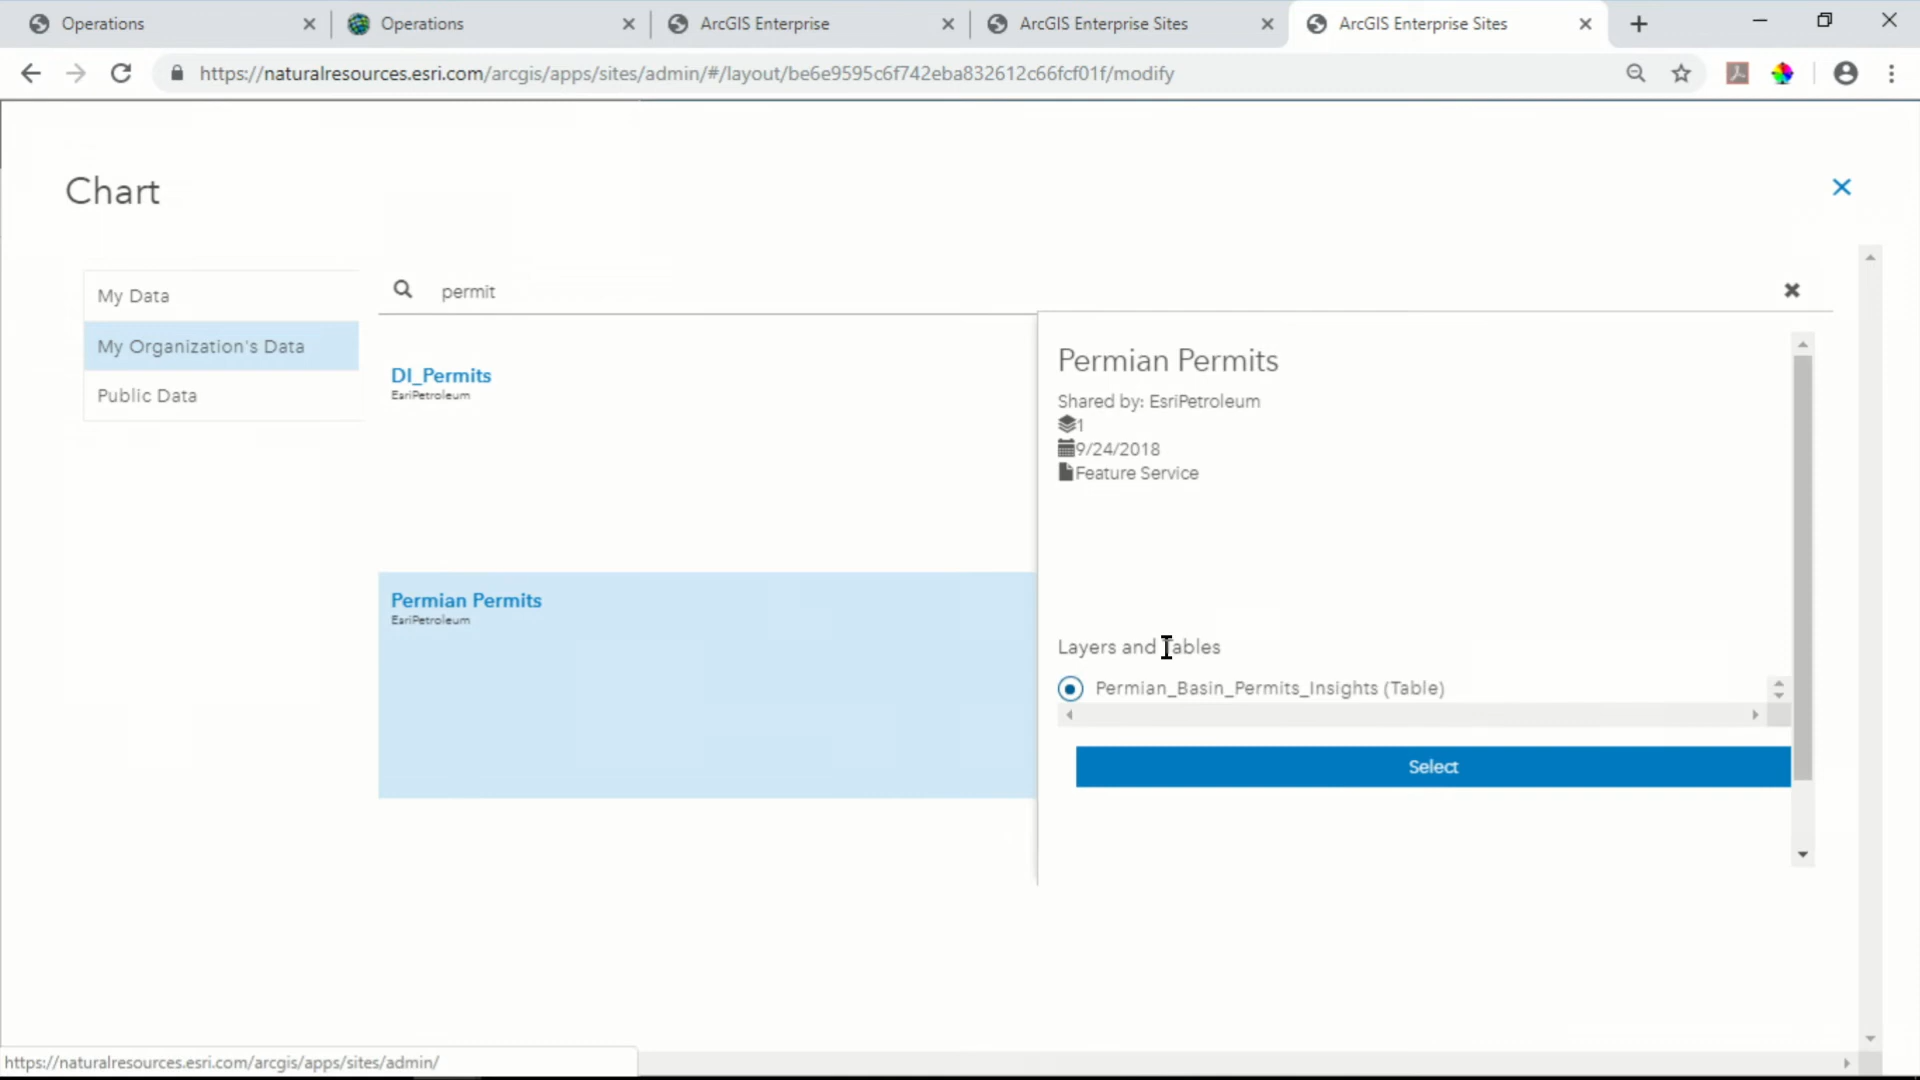 Operations
Operations
ArcGIS Enterprise
ArcGIS Enterprise Sites
ArcGIS Enterprise Sites
https://naturalresources.esri.com/arcgis/apps/sites/admin/#/layout/be6e9595c6f742eba832612c66fcf01f/modify
Chart
My Data
My Organization's Data
Public Data
permit
DI_Permits
EsriPetroleum
Permian Permits
EsriPetroleum
Permian Permits
Shared by: EsriPetroleum
1
9/24/2018
Feature Service
Layers and Tables
Permian_Basin_Permits_Insights (Table)
Select
https://naturalresources.esri.com/arcgis/apps/sites/admin/